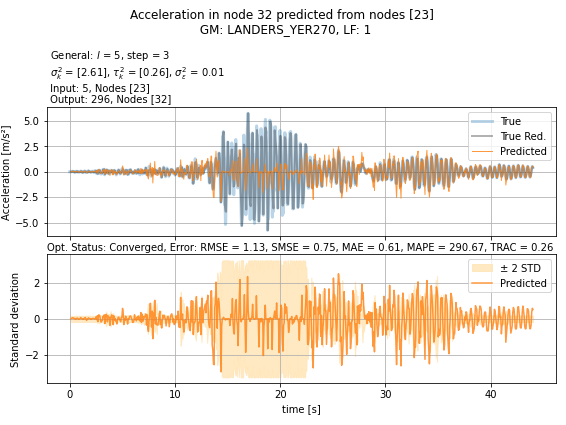 Acceleration in node 32 predicted from nodes [23]
GM: LANDERS_YER270, LF: 1
General: l = 5, step = 3
σ²ₖ = [2.61], τ²ₖ = [0.26], σ²ε = 0.01
Input: 5, Nodes [23]
Output: 296, Nodes [32]
Acceleration [m/s²]
5.0
2.5
0.0
−2.5
−5.0
True
True Red.
Predicted
Opt. Status: Converged, Error: RMSE = 1.13, SMSE = 0.75, MAE = 0.61, MAPE = 290.67, TRAC = 0.26
Standard deviation
2
0
−2
± 2 STD
Predicted
0 10 20 30 40
time [s]